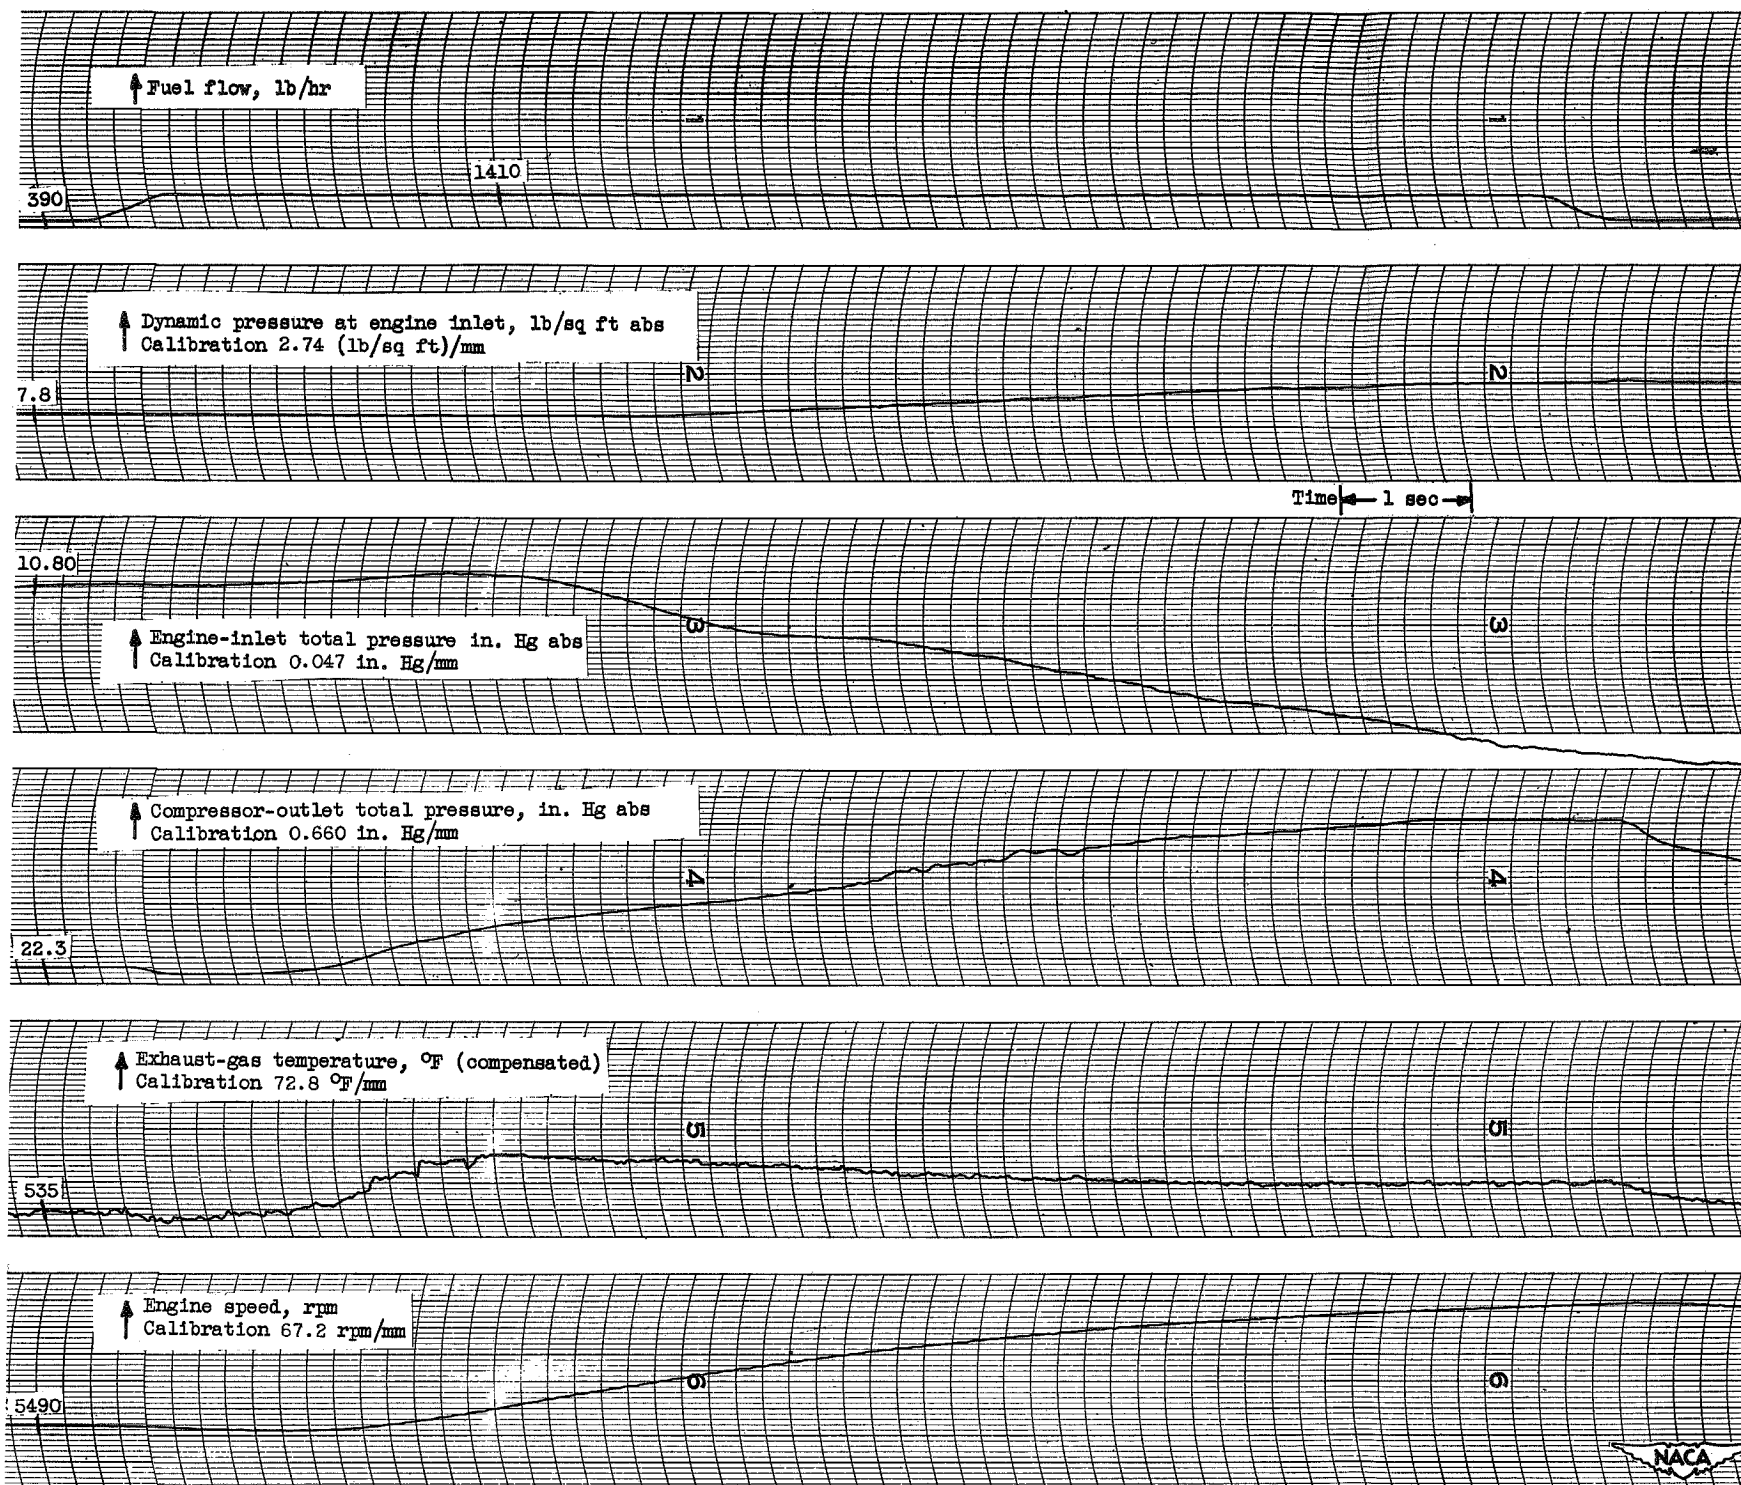 Fuel flow, lb/hr
1
1
1410
390
Dynamic pressure at engine inlet, lb/sq ft abs
Calibration 2.74 (lb/sq ft)/mm
2
2
7.8
Time 1 sec
10.80
3
3
Engine-inlet total pressure in. Hg abs
Calibration 0.047 in. Hg/mm
Compressor-outlet total pressure, in. Hg abs
Calibration 0.660 in. Hg/mm
4
4
22.3
Exhaust-gas temperature, °F (compensated)
Calibration 72.8 °F/mm
5
5
535
Engine speed, rpm
Calibration 67.2 rpm/mm
6
6
5490
NACA